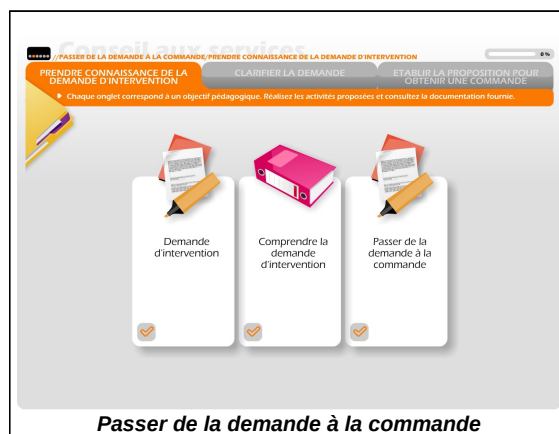 Conseil aux services
//PASSER DE LA DEMANDE À LA COMMANDE/PRENDRE CONNAISSANCE DE LA DEMANDE D'INTERVENTION
0 %
PRENDRE CONNAISSANCE DE LA
DEMANDE D'INTERVENTION
CLARIFIER LA DEMANDE
ETABLIR LA PROPOSITION POUR
OBTENIR UNE COMMANDE
Chaque onglet correspond à un objectif pédagogique. Réalisez les activités proposées et consultez la documentation fournie.
Demande
d'intervention
Comprendre la
demande
d'intervention
Passer de la
demande à la
commande
Passer de la demande à la commande